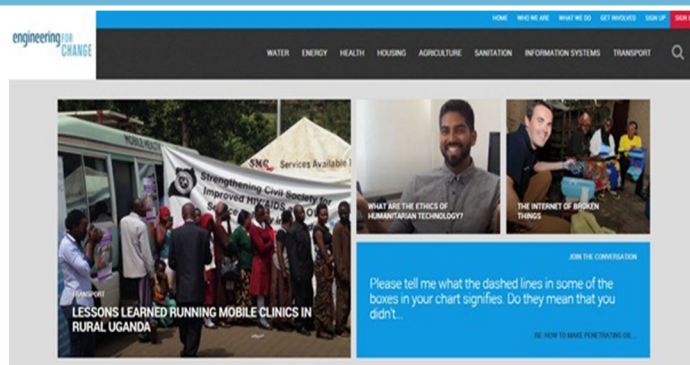 HOME WHO WE ARE WHAT WE DO GET INVOLVED SIGN UP SIGN
engineering FOR
CHANGE
WATER ENERGY HEALTH HOUSING AGRICULTURE SANITATION INFORMATION SYSTEMS TRANSPORT
MOBILE HEALTH
Services Available
Strengthening Civil Society for
Improved HIV/AIDS
TRANSPORT
LESSONS LEARNED RUNNING MOBILE CLINICS IN
RURAL UGANDA
WHAT ARE THE ETHICS OF
HUMANITARIAN TECHNOLOGY?
THE INTERNET OF BROKEN
THINGS
JOIN THE CONVERSATION
Please tell me what the dashed lines in some of the
boxes in your chart signifies. Do they mean that you
didn't...
RE: HOW TO MAKE PENETRATING OIL...